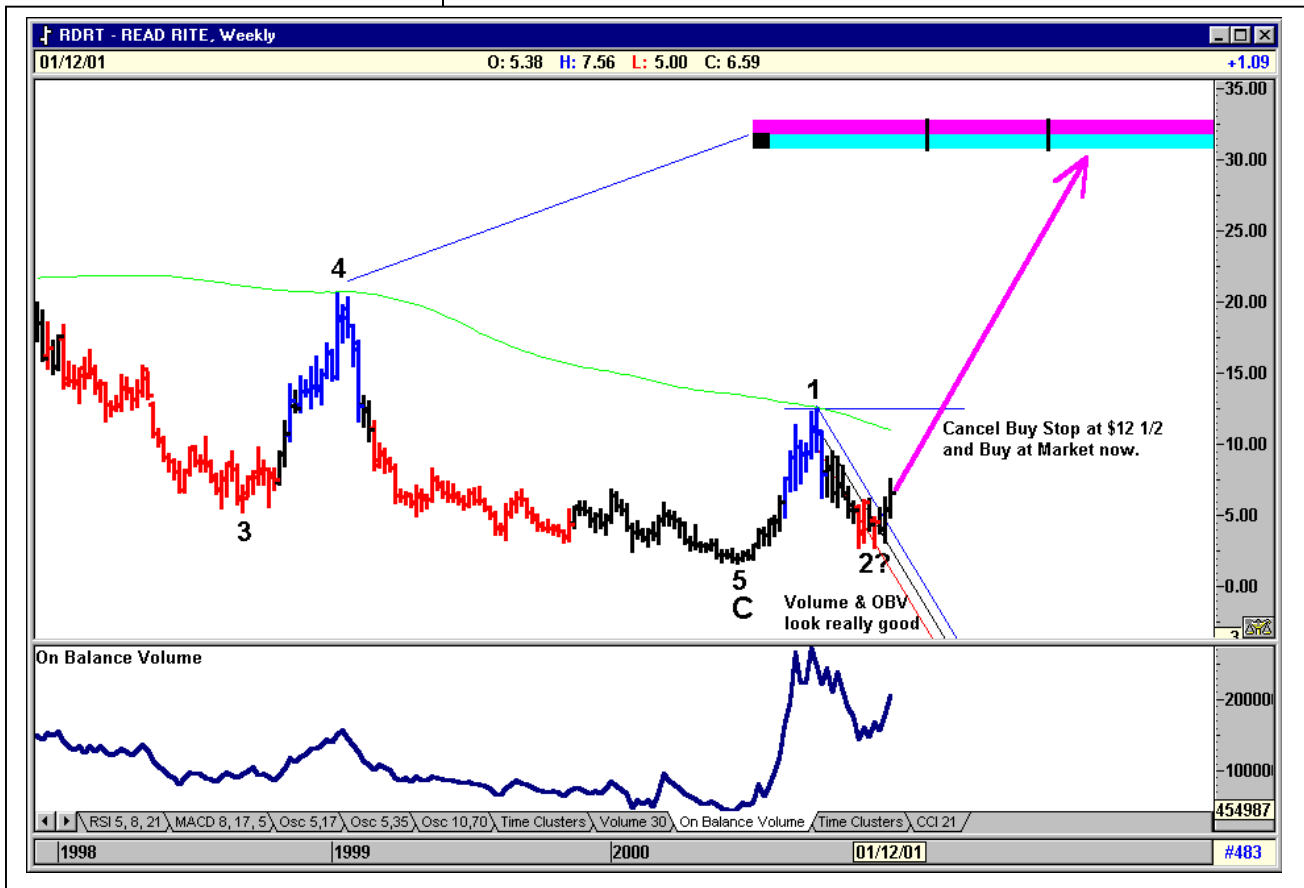 RDRT - READ RITE, Weekly
01/12/01 O: 5.38 H: 7.56 L: 5.00 C: 6.59 +1.09
35.00
30.00
25.00
4
20.00
15.00
1
Cancel Buy Stop at $12 1/2
and Buy at Market now.
10.00
5.00
3
2?
5
C
0.00
Volume & OBV
look really good
On Balance Volume
20000
10000
454987
RSI 5, 8, 21 MACD 8, 17, 5 Osc 5,17 Osc 5,35 Osc 10,70 Time Clusters Volume 30 On Balance Volume Time Clusters CCI 21
1998 1999 2000 01/12/01 #483